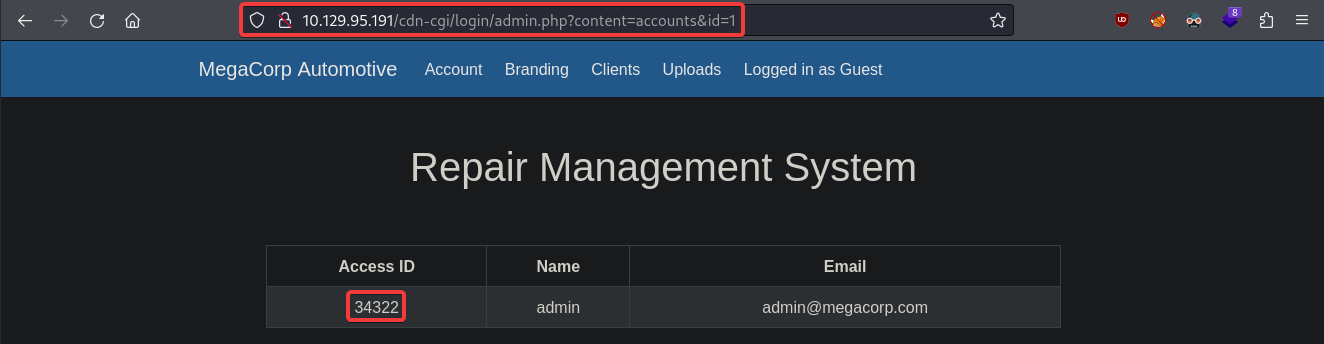 10.129.95.191/cdn-cgi/login/admin.php?content=accounts&id=1
8
MegaCorp Automotive Account Branding Clients Uploads Logged in as Guest
Repair Management System
Access ID Name Email
34322 admin admin@megacorp.com